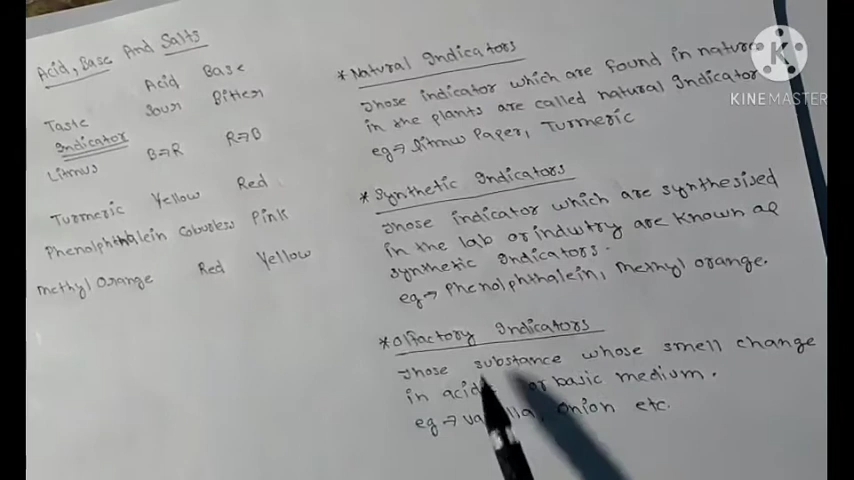 Acid, Base And Salts
Acid Base
Taste Sour Bitter
Indicator
Litmus B⇒R R⇒B
Turmeric Yellow Red
Phenolphthalein Colourless Pink
Methyl Orange Red Yellow
* Natural Indicators
Those indicator which are found in nature
in the plants are called natural Indicator
eg→ litmus Paper, Turmeric
* Synthetic Indicators
Those indicator which are synthesised
in the lab or industry are known as
synthetic Indicators.
eg→ Phenolphthalein, Methyl orange.
* Olfactory Indicators
Those substance whose smell change
in acid or basic medium.
eg→ vanilla, onion etc.
K
KINEMASTER